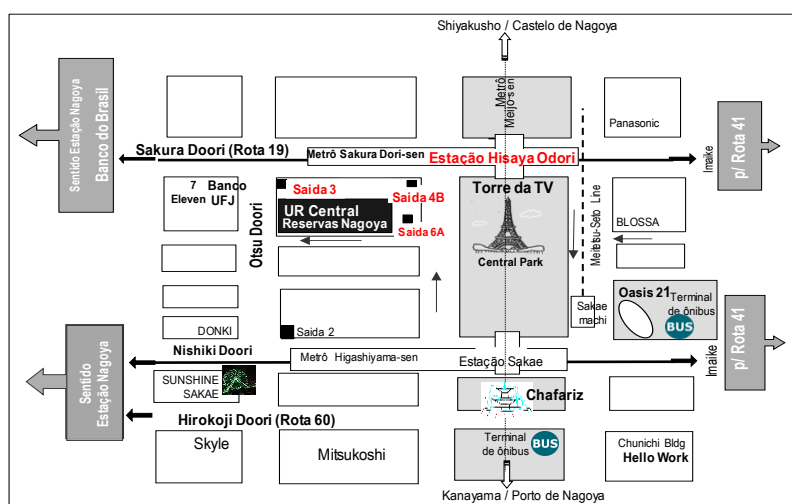 Shiyakusho / Castelo de Nagoya
Sentido Estação Nagoya
Banco do Brasil
Metrô
Meijo-sen
Panasonic
Imaike
p/ Rota 41
Sakura Doori (Rota 19)
Metrô Sakura Dori-sen
Estação Hisaya Odori
7
Eleven
Banco
UFJ
Otsu Doori
Saida 3
Saida 4B
UR Central
Reservas Nagoya
Saida 6A
Torre da TV
Central Park
Meitetsu-Seto Line
BLOSSA
Sakae
machi
Oasis 21
Terminal
de ônibus
BUS
DONKI
Saida 2
Sentido
Estação Nagoya
Nishiki Doori
Metrô Higashiyama-sen
Estação Sakae
Imaike
p/ Rota 41
SUNSHINE
SAKAE
Chafariz
Hirokoji Doori (Rota 60)
Skyle
Mitsukoshi
Terminal
de ônibus
BUS
Chunichi Bldg
Hello Work
Kanayama / Porto de Nagoya